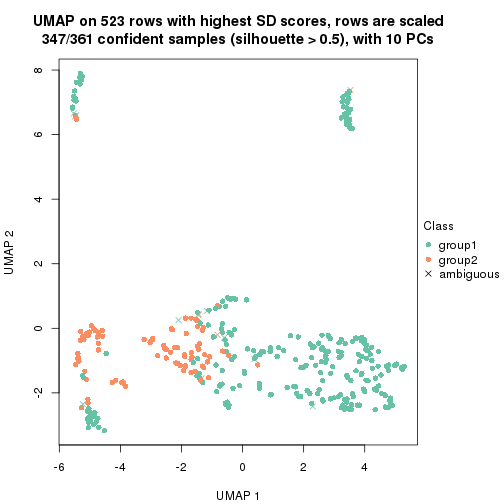 UMAP on 523 rows with highest SD scores, rows are scaled
347/361 confident samples (silhouette > 0.5), with 10 PCs
8
6
4
2
0
-2
UMAP 2
-6 -4 -2 0 2 4
UMAP 1
Class
group1
group2
ambiguous